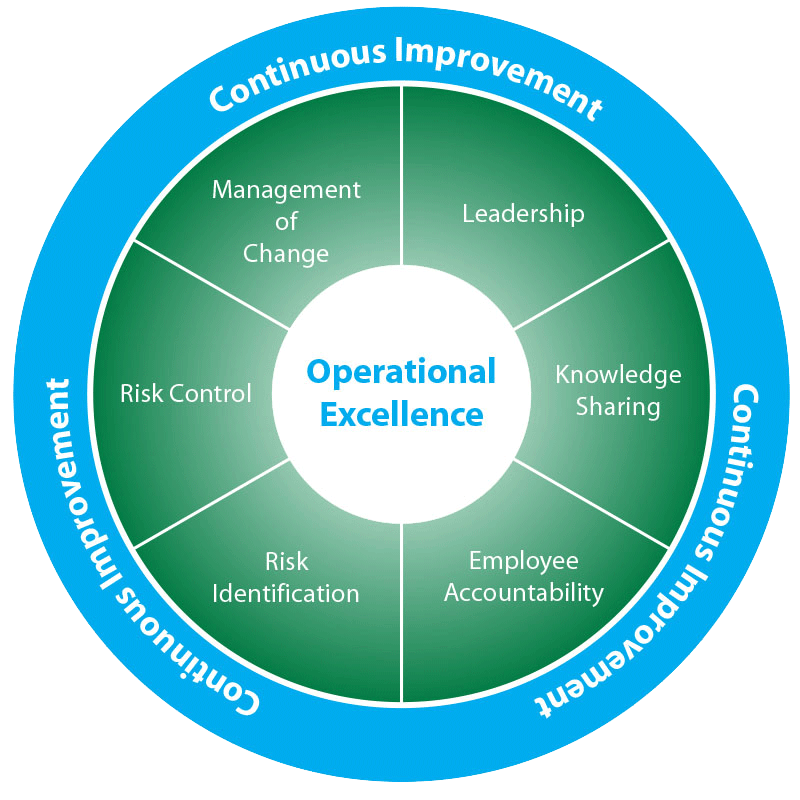 Continuous Improvement
Management
of
Change
Leadership
Risk Control
Operational
Excellence
Knowledge
Sharing
Risk
Identification
Employee
Accountability
Continuous Improvement
Continuous Improvement